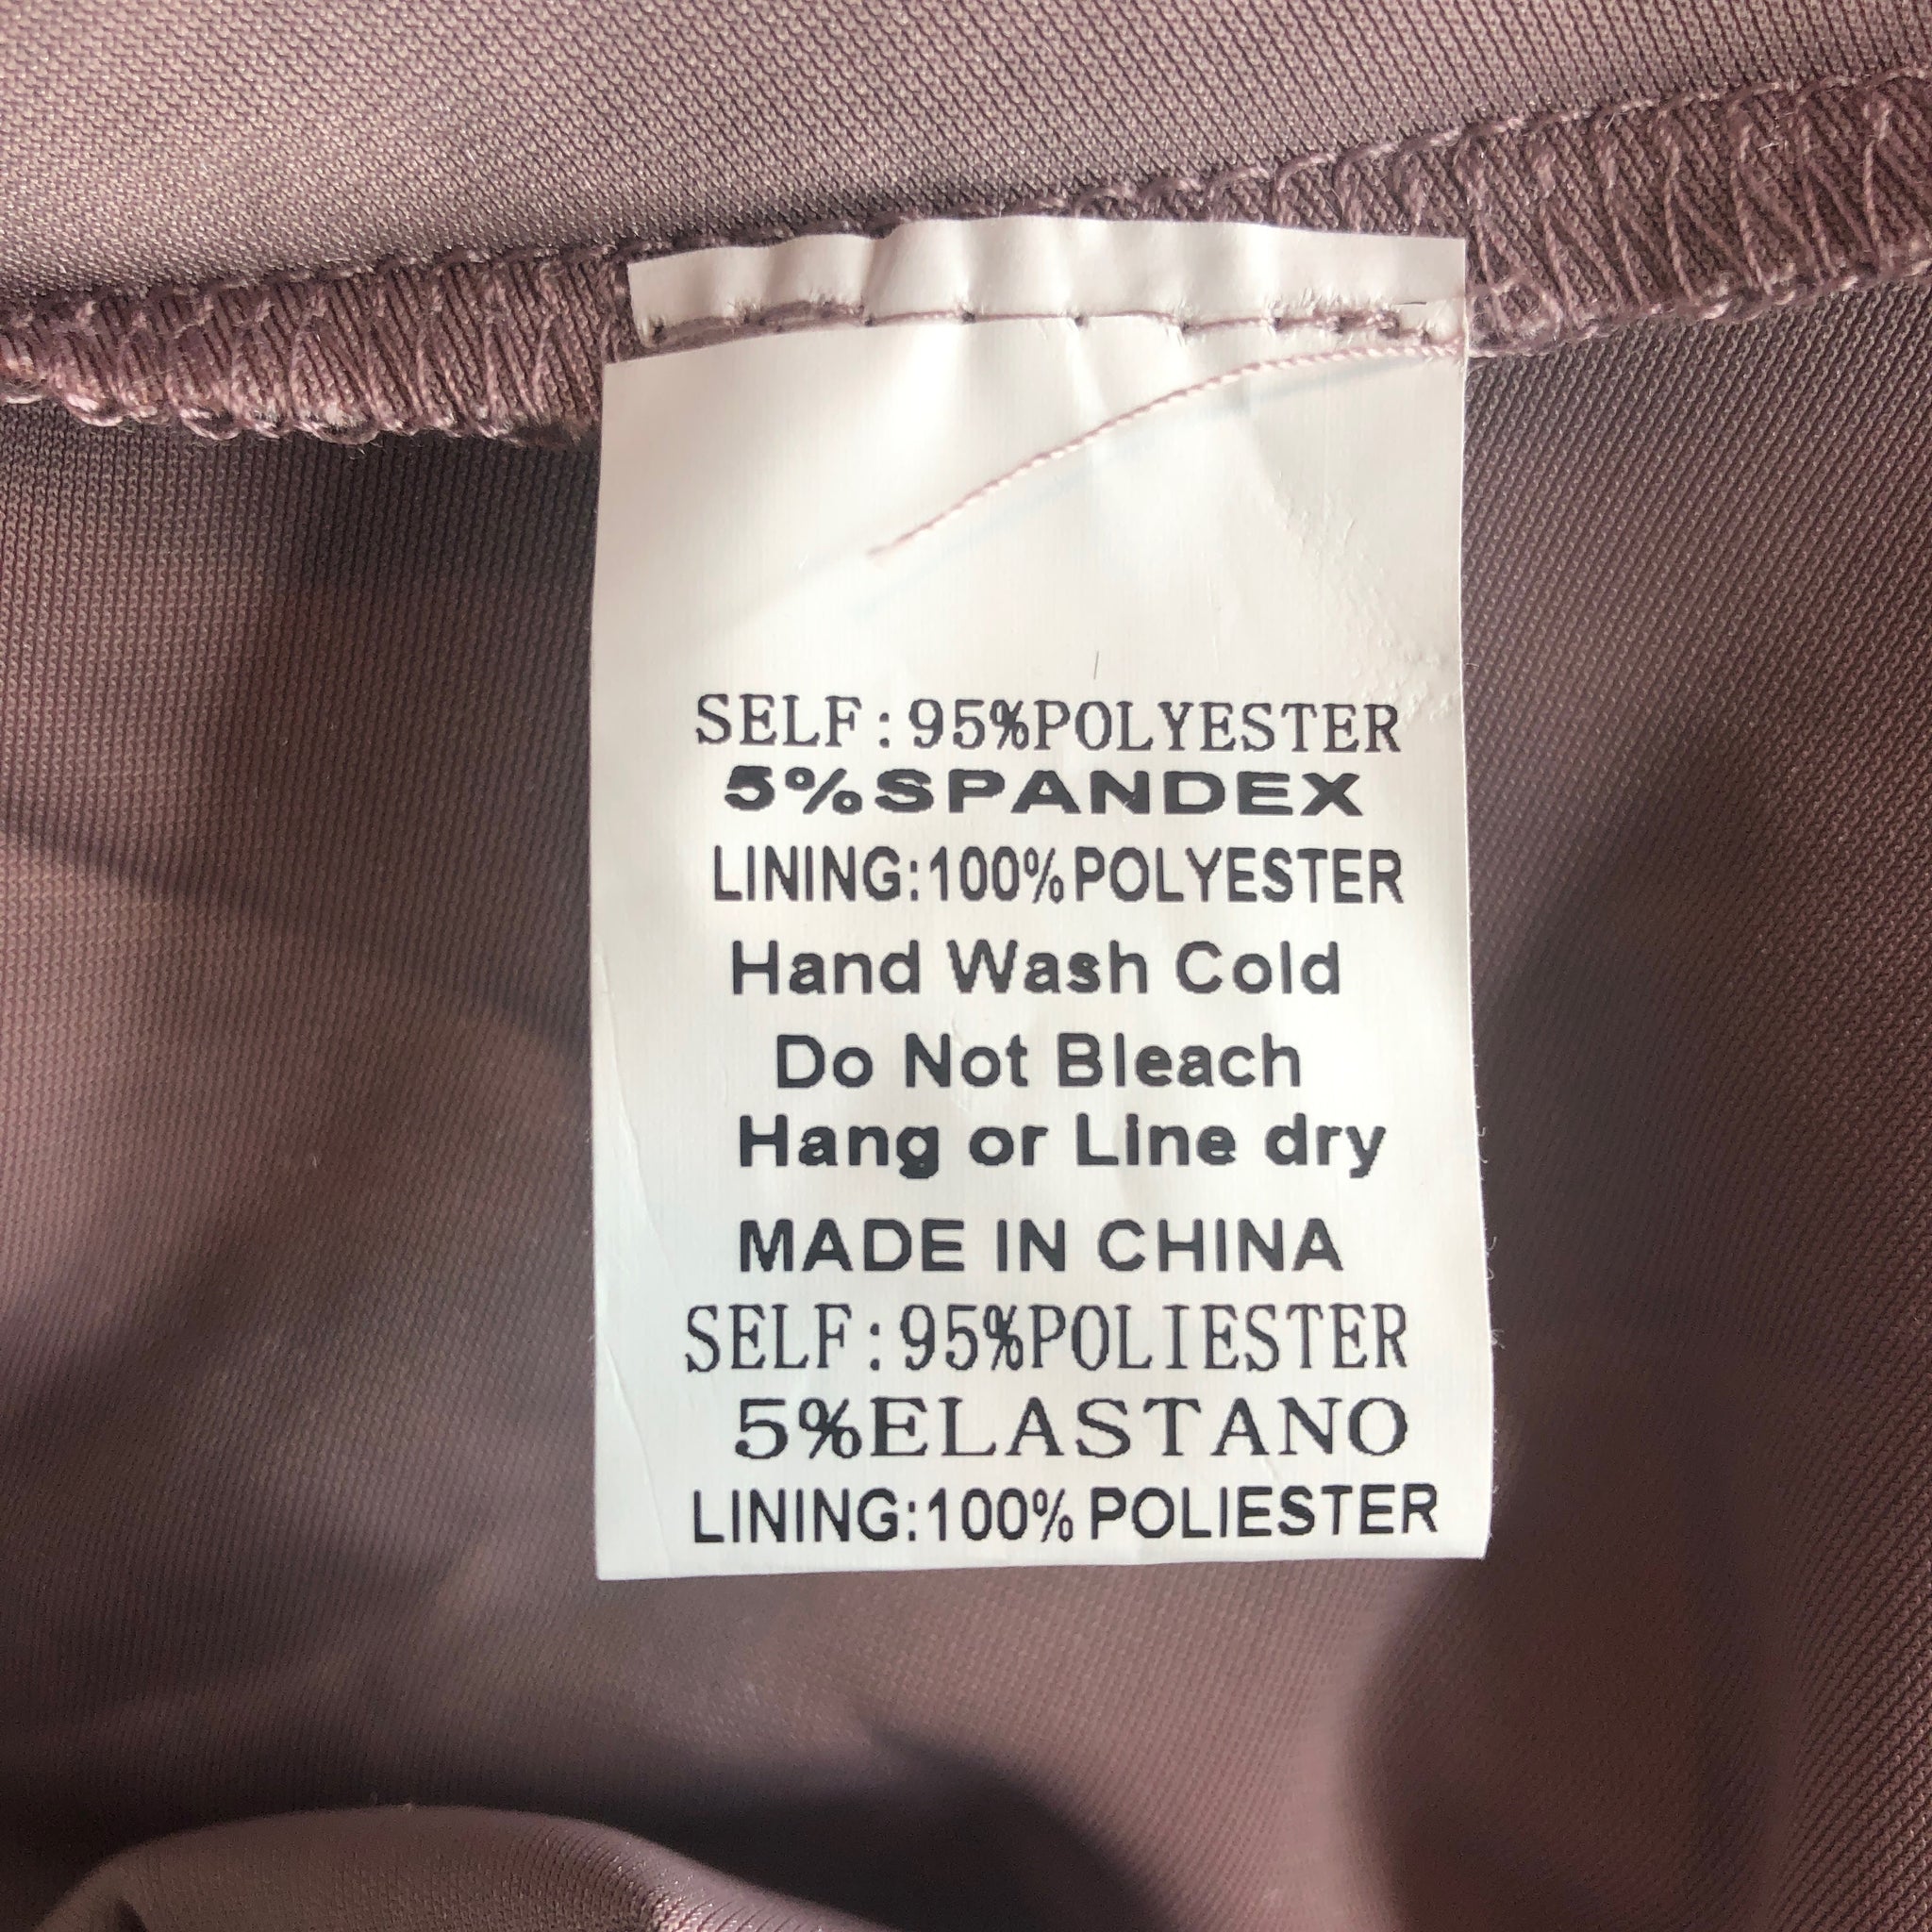 SELF:95%POLYESTER
5%SPANDEX
LINING:100%POLYESTER
Hand Wash Cold
Do Not Bleach
Hang or Line dry
MADE IN CHINA
SELF:95%POLIESTER
5%ELASTANO
LINING:100%POLIESTER